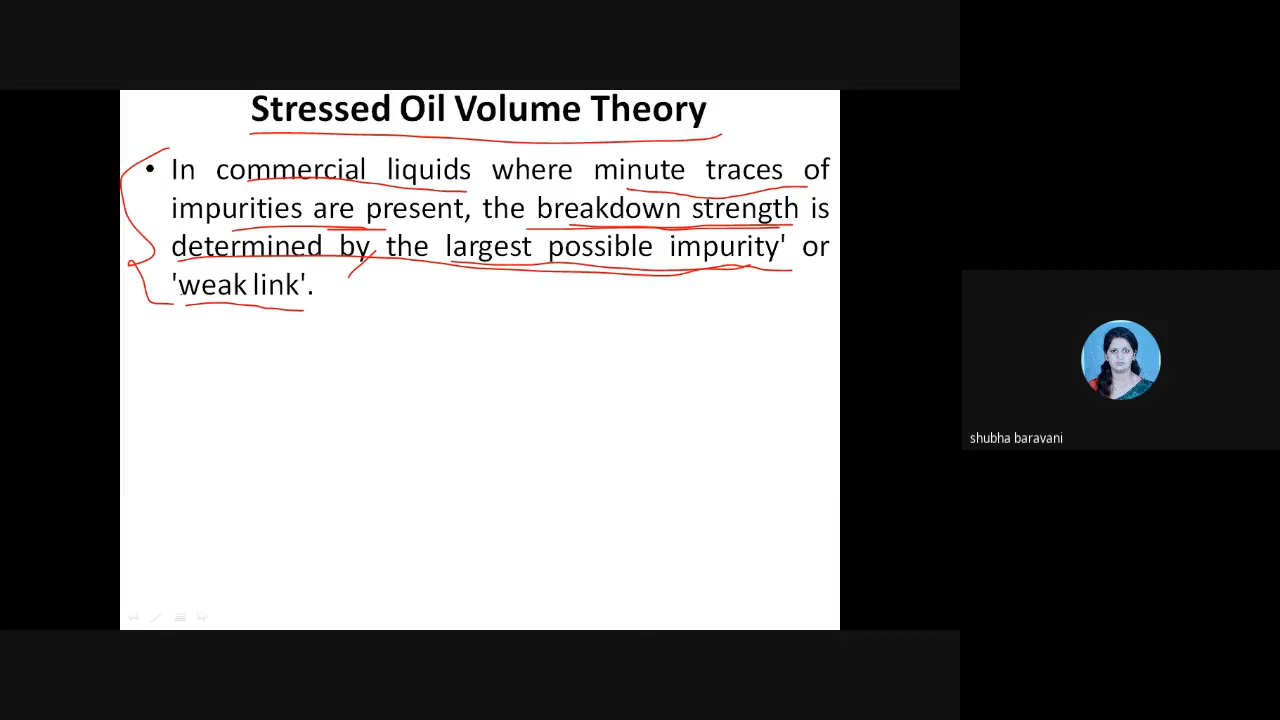 Stressed Oil Volume Theory
• In commercial liquids where minute traces of
impurities are present, the breakdown strength is
determined by the largest possible impurity' or
'weak link'.
shubha baravani